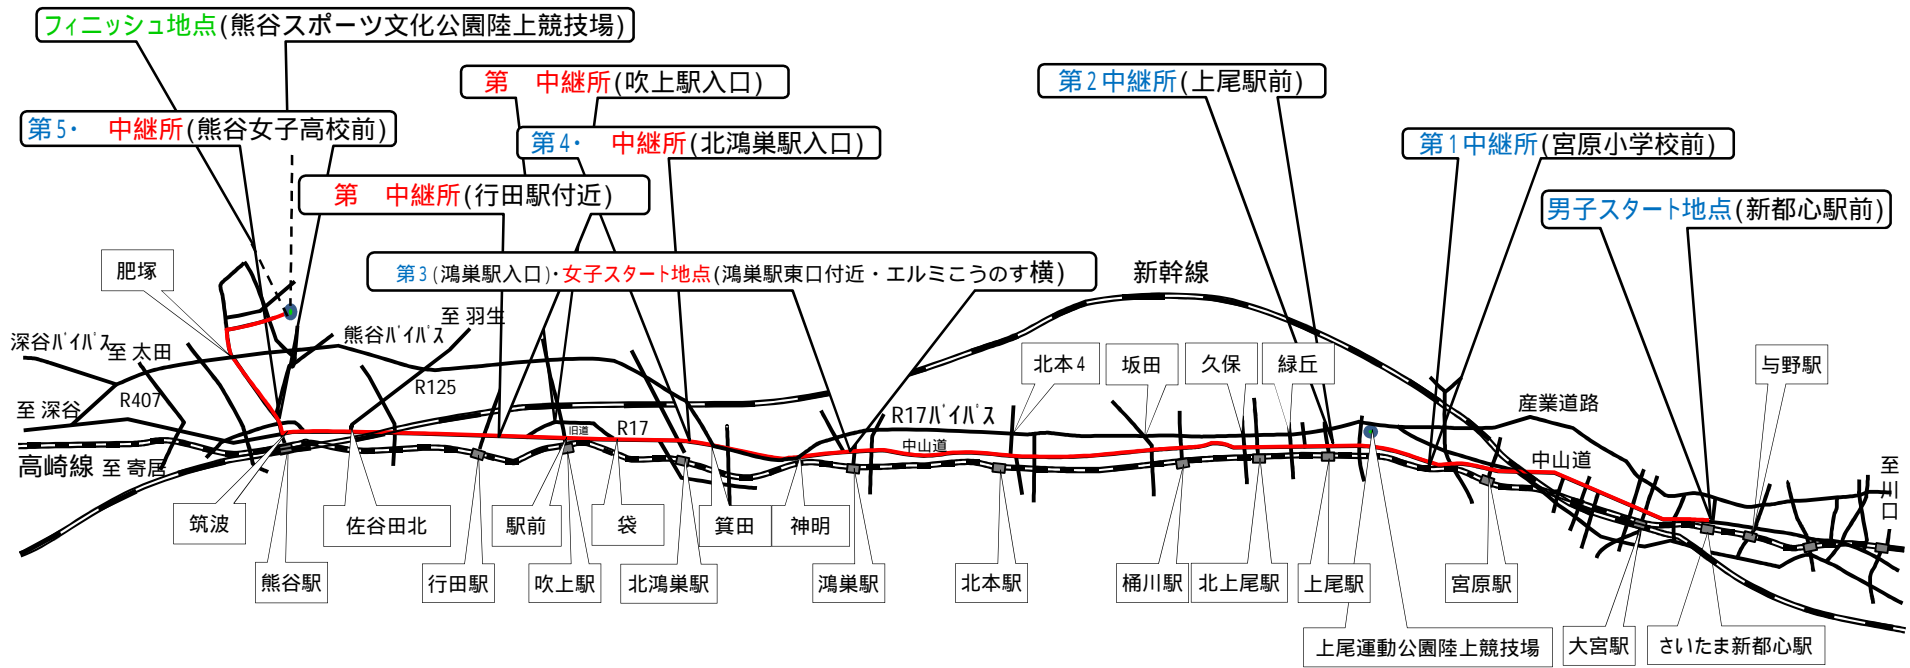 フィニッシュ地点(熊谷スポーツ文化公園陸上競技場)
第　中継所(吹上駅入口)
第2中継所(上尾駅前)
第5・　中継所(熊谷女子高校前)
第4・　中継所(北鴻巣駅入口)
第1中継所(宮原小学校前)
第　中継所(行田駅付近)
男子スタート地点(新都心駅前)
第3(鴻巣駅入口)・女子スタート地点(鴻巣駅東口付近・エルミこうのす横)
新幹線
肥塚
至 羽生
熊谷バイパス
深谷バイパス
至 太田
北本4
坂田
久保
緑丘
与野駅
R125
R407
至 深谷
R17バイパス
産業道路
旧道
R17
中山道
中山道
高崎線
至 寄居
至 川口
筑波
佐谷田北
駅前
袋
箕田
神明
熊谷駅
行田駅
吹上駅
北鴻巣駅
鴻巣駅
北本駅
桶川駅
北上尾駅
上尾駅
宮原駅
上尾運動公園陸上競技場
大宮駅
さいたま新都心駅